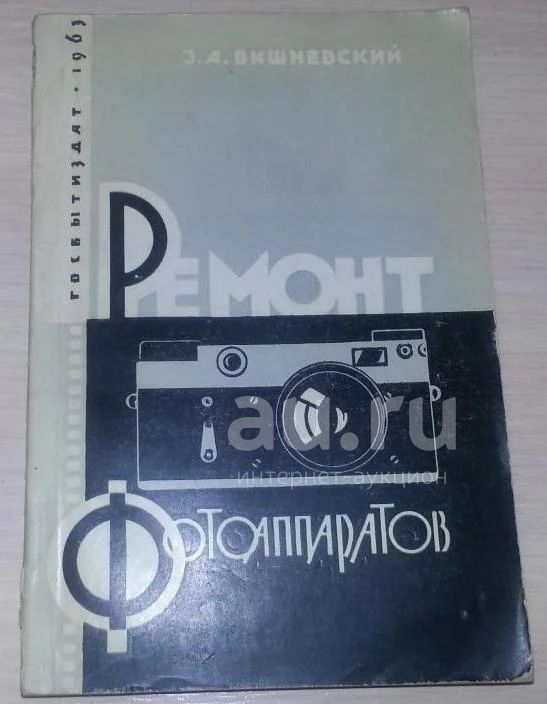 З.А.ВИШНЕВСКИЙ
ГОСБЫТИЗДАТ · 1963
РЕМОНТ
au.ru
интернет-аукцион
ФОТОАППАРАТОВ